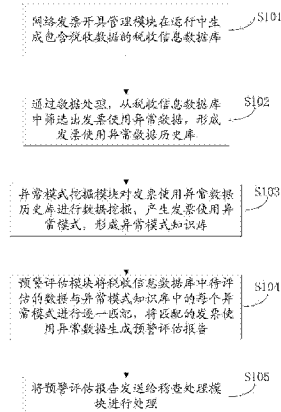 网络发票开具管理模块在运行中生
成包含税收数据的税收信息数据库
S101
通过数据处理，从税收信息数据库
中筛选出发票使用异常数据，形成
发票使用异常数据历史库
S102
异常模式挖掘模块对发票使用异常数据
历史库进行数据挖掘，产生发票使用异
常模式，形成异常模式知识库
S103
预警评估模块将税收信息数据库中待评
估的数据与异常模式知识库中的每个异
常模式进行逐一匹配，将匹配的发票使
用异常数据生成预警评估报告
S104
将预警评估报告发送给稽查处理模
块进行处理
S105